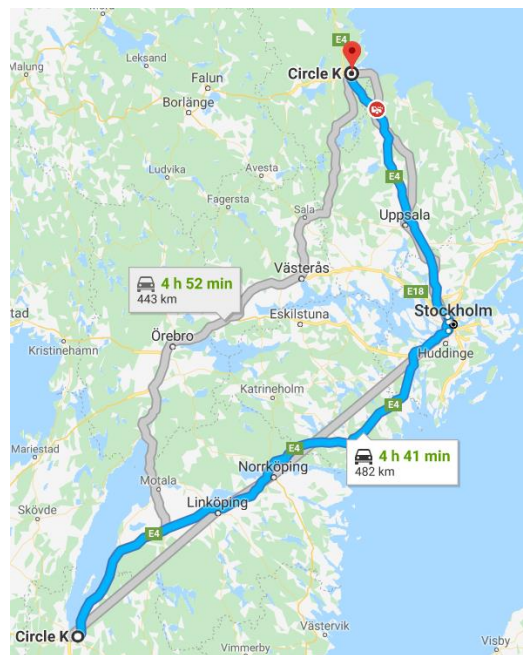 E4
Malung
Leksand
Falun
Circle K
Borlänge
Ludvika
Avesta
E4
Fagersta
Sala
Uppsala
4 h 52 min
443 km
Västerås
E18
Stockholm
Örebro
Eskilstuna
Huddinge
stad
Kristinehamn
Katrineholm
E4
Mariestad
E4
4 h 41 min
482 km
Norrköping
Motala
Skövde
Linköping
E4
Circle K
Västervik
Vimmerby
Visby